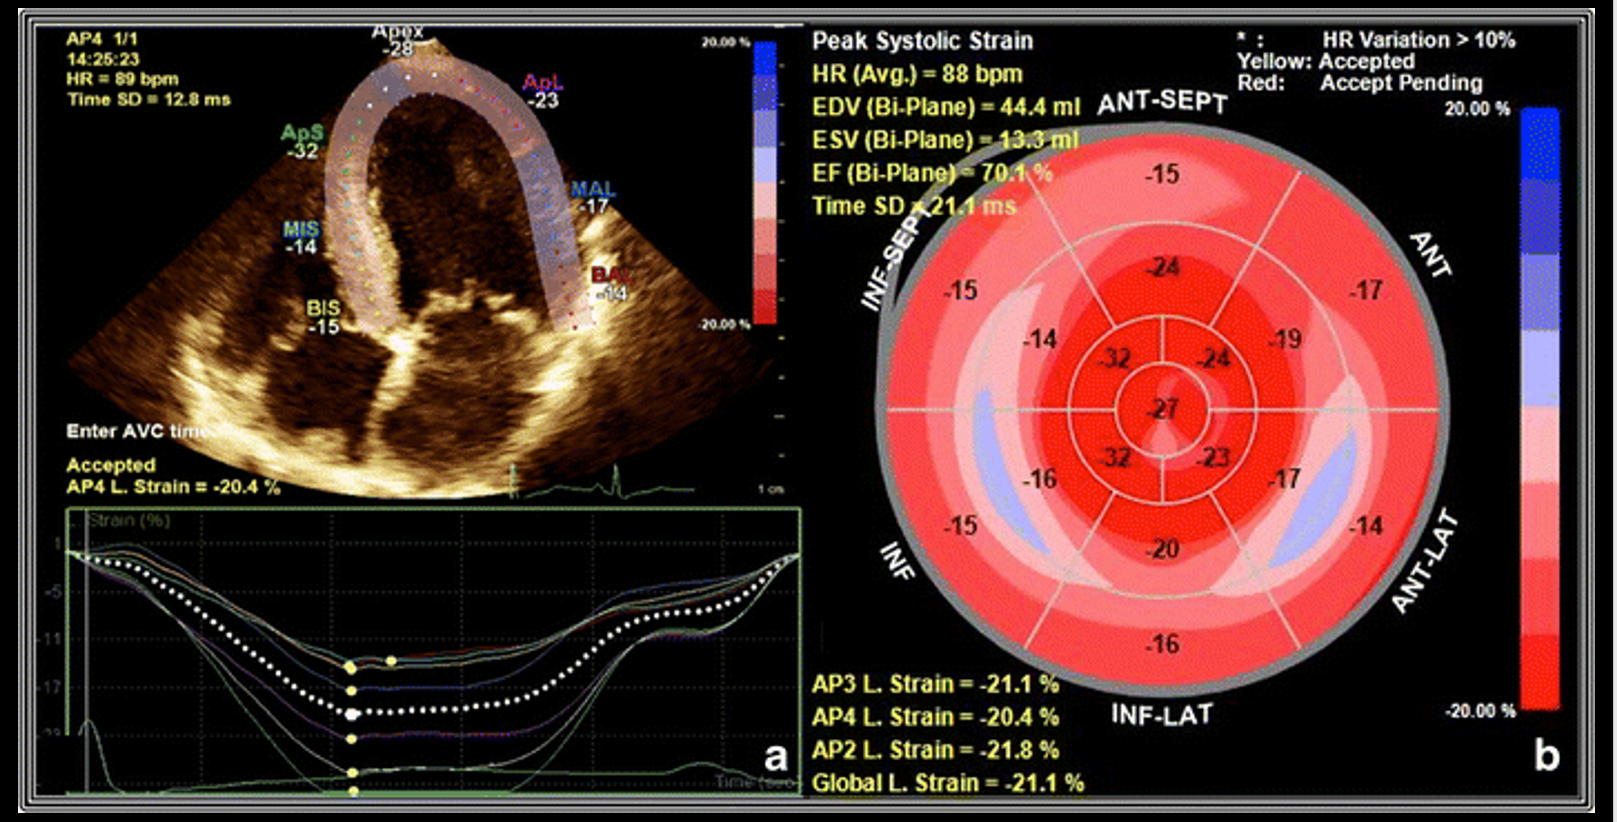 AP4 1/1
14:25:23
HR = 89 bpm
Time SD = 12.8 ms
Apex
-28
20.00 %
ApL
-23
ApS
-32
MAL
-17
MIS
-14
BAL
-14
BIS
-15
-20.00 %
Enter AVC time
Accepted
AP4 L. Strain = -20.4 %
1 cm
Strain (%)
-5
-11
-17
Time (sec
a
Peak Systolic Strain
HR (Avg.) = 88 bpm
EDV (Bi-Plane) = 44.4 ml
ESV (Bi-Plane) = 13.3 ml
EF (Bi-Plane) = 70.1 %
Time SD = 21.1 ms
* : HR Variation > 10%
Yellow: Accepted
Red: Accept Pending
20.00 %
ANT-SEPT
INF-SEPT
ANT
-15
-15
-17
-24
-14
-19
-32
-24
-27
-32
-23
-16
-17
-15
-14
-20
-16
INF
ANT-LAT
INF-LAT
-20.00 %
AP3 L. Strain = -21.1 %
AP4 L. Strain = -20.4 %
AP2 L. Strain = -21.8 %
Global L. Strain = -21.1 %
b